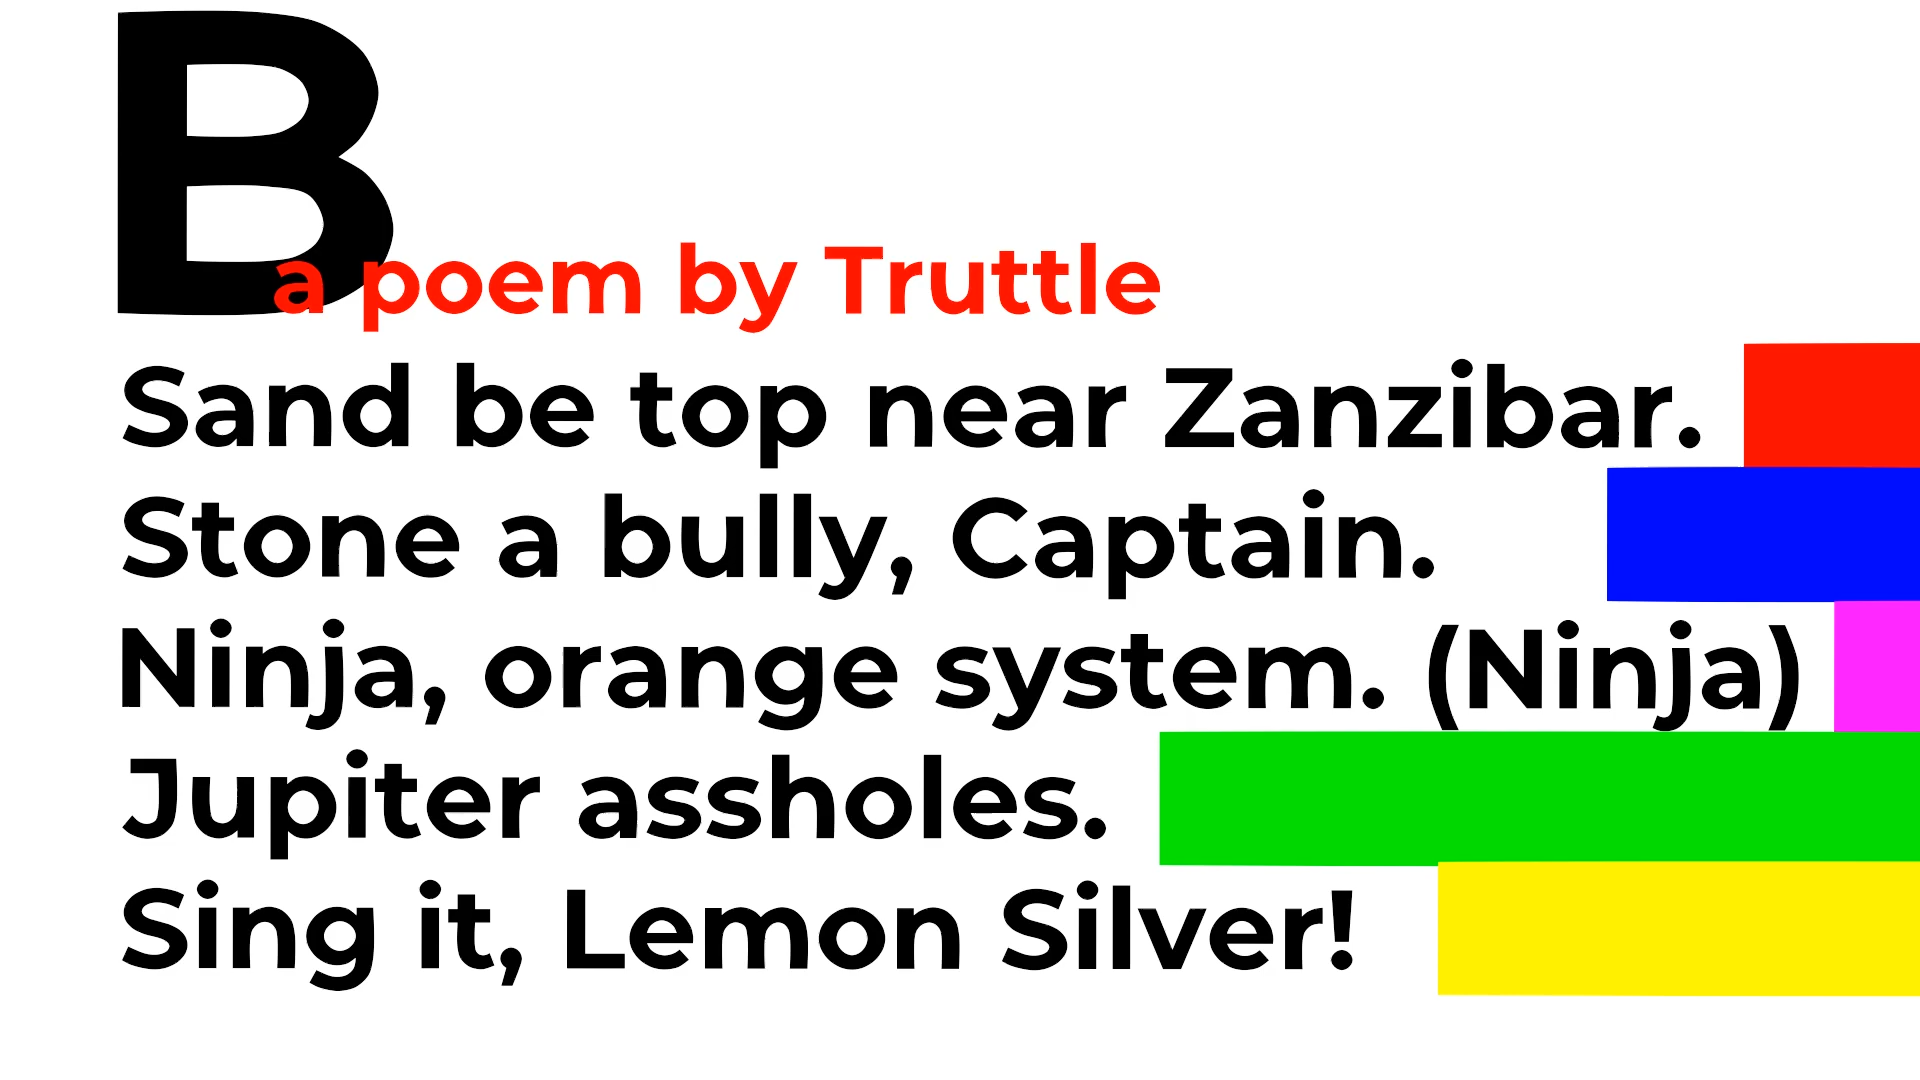 B
a poem by Truttle
Sand be top near Zanzibar.
Stone a bully, Captain.
Ninja, orange system. (Ninja)
Jupiter assholes.
Sing it, Lemon Silver!